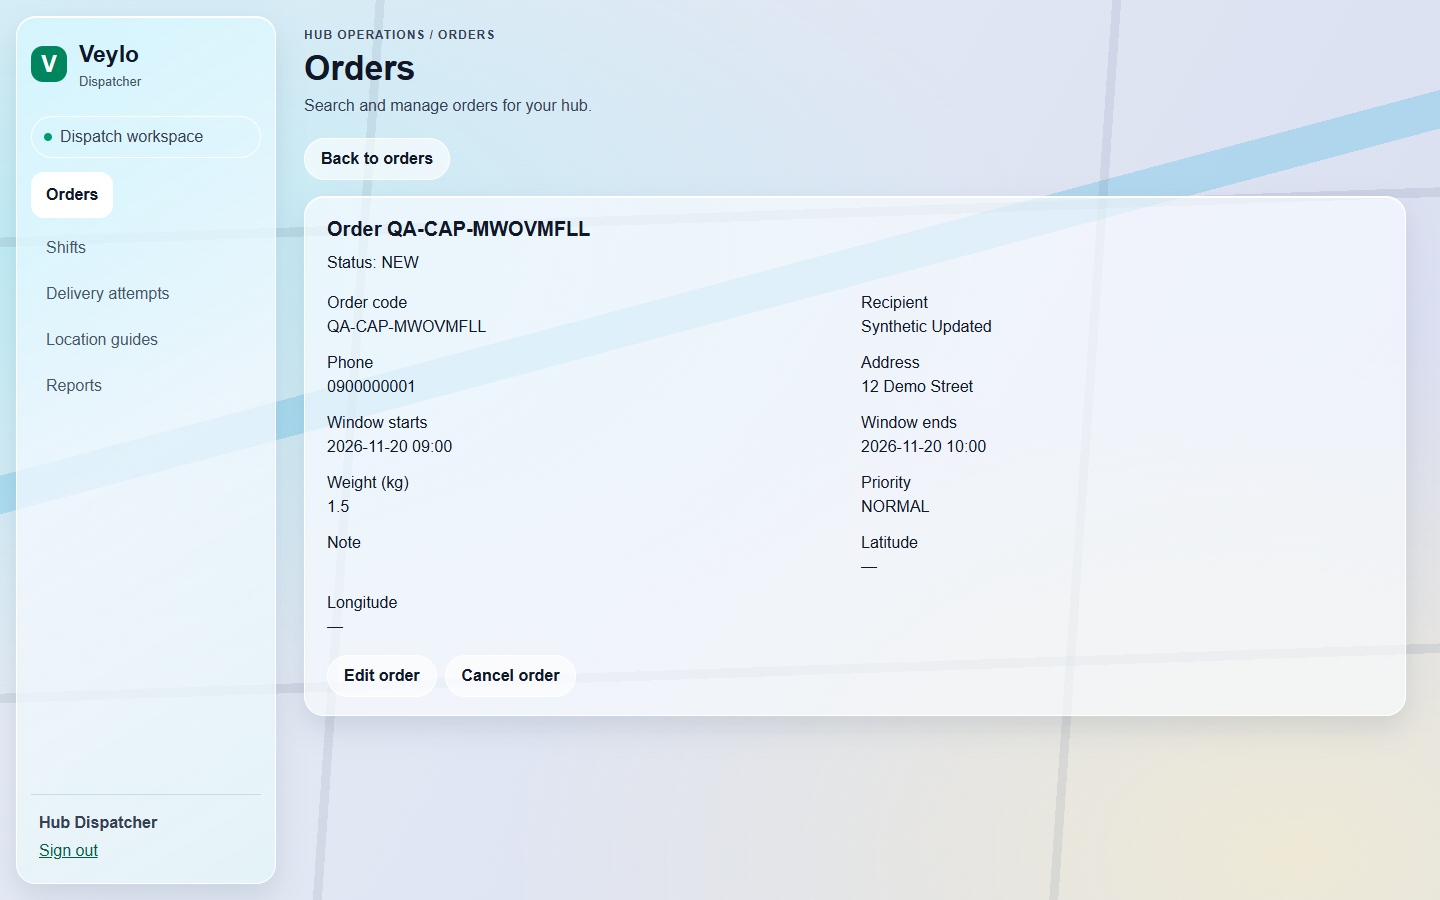 V
Veylo
Dispatcher
Dispatch workspace
Orders
Shifts
Delivery attempts
Location guides
Reports
Hub Dispatcher
Sign out
HUB OPERATIONS / ORDERS
Orders
Search and manage orders for your hub.
Back to orders
Order QA-CAP-MWOVMFLL
Status: NEW
Order code
QA-CAP-MWOVMFLL
Recipient
Synthetic Updated
Phone
0900000001
Address
12 Demo Street
Window starts
2026-11-20 09:00
Window ends
2026-11-20 10:00
Weight (kg)
1.5
Priority
NORMAL
Note
Latitude
—
Longitude
—
Edit order
Cancel order